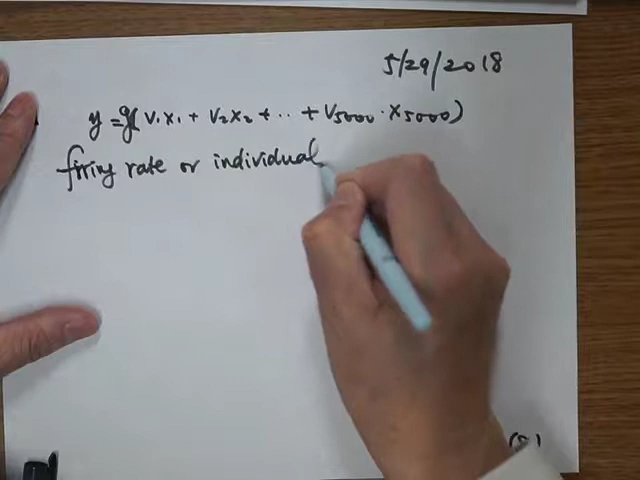 5/29/2018
y = g( v₁x₁ + v₂x₂ + ·· + v₅₀₀₀ · x₅₀₀₀)
firing rate or individual